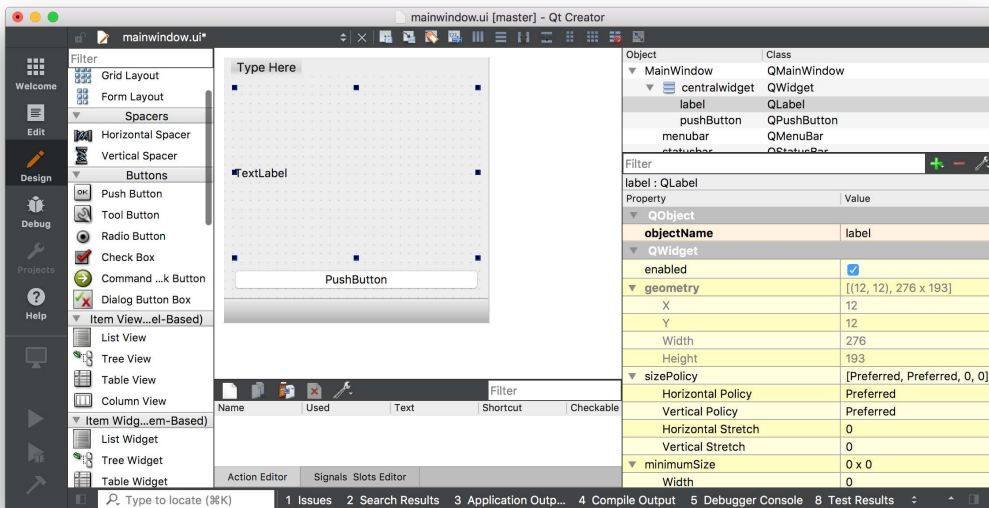 mainwindow.ui [master] - Qt Creator
mainwindow.ui*
Welcome
Edit
Design
Debug
Projects
Help
Filter
Grid Layout
Form Layout
Spacers
Horizontal Spacer
Vertical Spacer
Buttons
OK
Push Button
Tool Button
Radio Button
Check Box
Command ...k Button
Dialog Button Box
Item View...el-Based)
List View
Tree View
Table View
Column View
Item Widg...em-Based)
List Widget
Tree Widget
Table Widget
Type Here
TextLabel
PushButton
Filter
Name Used Text Shortcut Checkable
Action Editor Signals Slots Editor
Object Class
MainWindow QMainWindow
centralwidget QWidget
label QLabel
pushButton QPushButton
menubar QMenuBar
statusbar QStatusBar
Filter
label : QLabel
Property Value
QObject
objectName label
QWidget
enabled
geometry [(12, 12), 276 x 193]
X 12
Y 12
Width 276
Height 193
sizePolicy [Preferred, Preferred, 0, 0]
Horizontal Policy Preferred
Vertical Policy Preferred
Horizontal Stretch 0
Vertical Stretch 0
minimumSize 0 x 0
Width 0
Type to locate (⌘K) 1 Issues 2 Search Results 3 Application Outp... 4 Compile Output 5 Debugger Console 8 Test Results